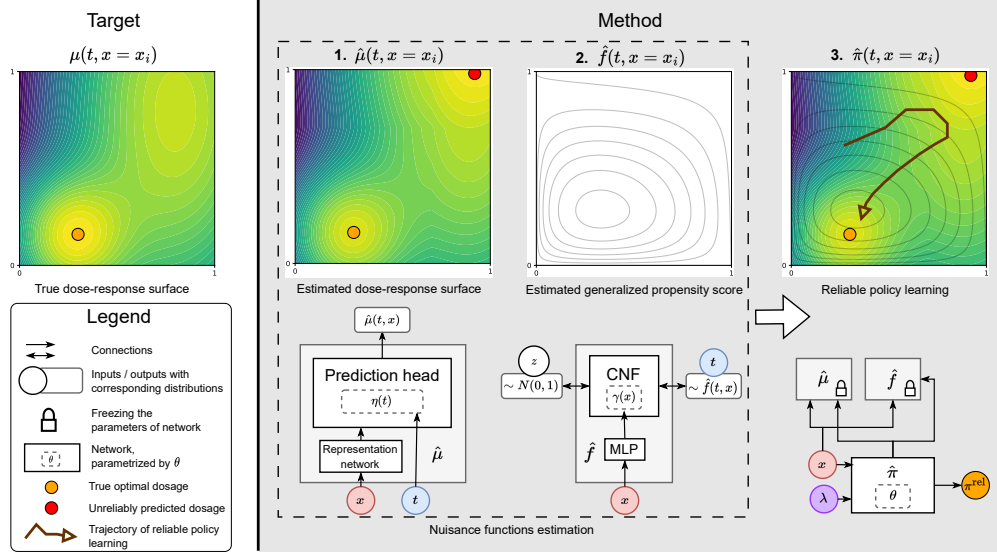 Target
μ(t, x = x_i)
1
0
0
1
True dose-response surface
Legend
Connections
Inputs / outputs with
corresponding distributions
Freezing the
parameters of network
θ
Network,
parametrized by θ
True optimal dosage
Unreliably predicted dosage
Trajectory of reliable policy
learning
Method
1. μ̂(t, x = x_i)
1
0
0
1
Estimated dose-response surface
2. f̂(t, x = x_i)
1
0
0
1
Estimated generalized propensity score
3. π̂(t, x = x_i)
1
0
0
1
Reliable policy learning
μ̂(t, x)
Prediction head
η(t)
Representation
network
μ̂
x
t
z
∼ N(0, 1)
CNF
γ(x)
t
∼ f̂(t, x)
f̂
MLP
x
Nuisance functions estimation
μ̂
f̂
x
λ
π̂
θ
π^rel